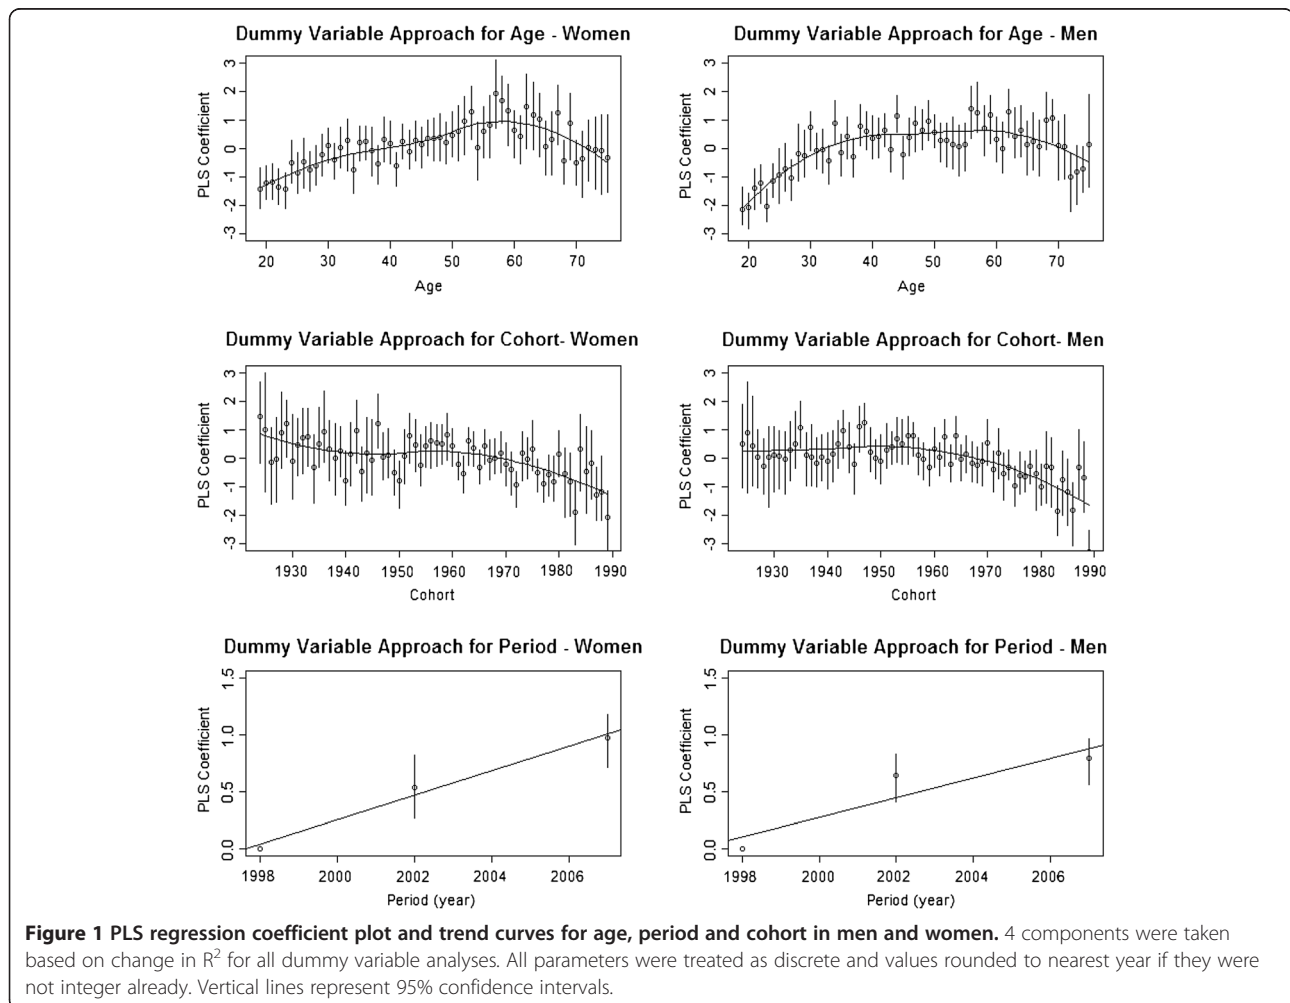 Dummy Variable Approach for Age - Women
PLS Coefficient
3
2
1
0
-1
-2
-3
20 30 40 50 60 70
Age
Dummy Variable Approach for Age - Men
PLS Coefficient
3
2
1
0
-1
-2
-3
20 30 40 50 60 70
Age
Dummy Variable Approach for Cohort- Women
PLS Coefficient
3
2
1
0
-1
-2
-3
1930 1940 1950 1960 1970 1980 1990
Cohort
Dummy Variable Approach for Cohort- Men
PLS Coefficient
3
2
1
0
-1
-2
-3
1930 1940 1950 1960 1970 1980 1990
Cohort
Dummy Variable Approach for Period - Women
PLS Coefficient
1.5
1.0
0.5
0.0
1998 2000 2002 2004 2006
Period (year)
Dummy Variable Approach for Period - Men
PLS Coefficient
1.5
1.0
0.5
0.0
1998 2000 2002 2004 2006
Period (year)
Figure 1 PLS regression coefficient plot and trend curves for age, period and cohort in men and women. 4 components were taken
based on change in R² for all dummy variable analyses. All parameters were treated as discrete and values rounded to nearest year if they were
not integer already. Vertical lines represent 95% confidence intervals.